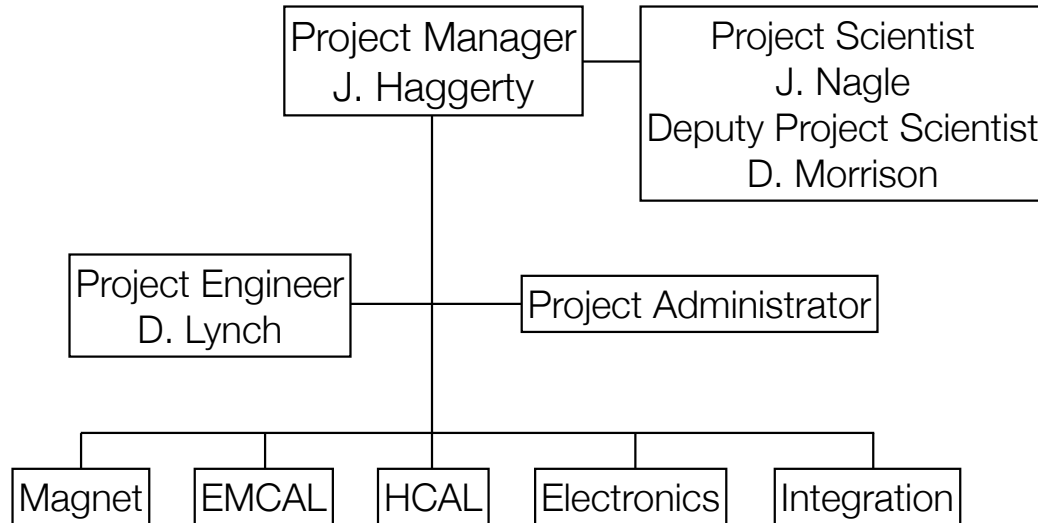 Project Manager
J. Haggerty
Project Scientist
J. Nagle
Deputy Project Scientist
D. Morrison
Project Engineer
D. Lynch
Project Administrator
Magnet
EMCAL
HCAL
Electronics
Integration